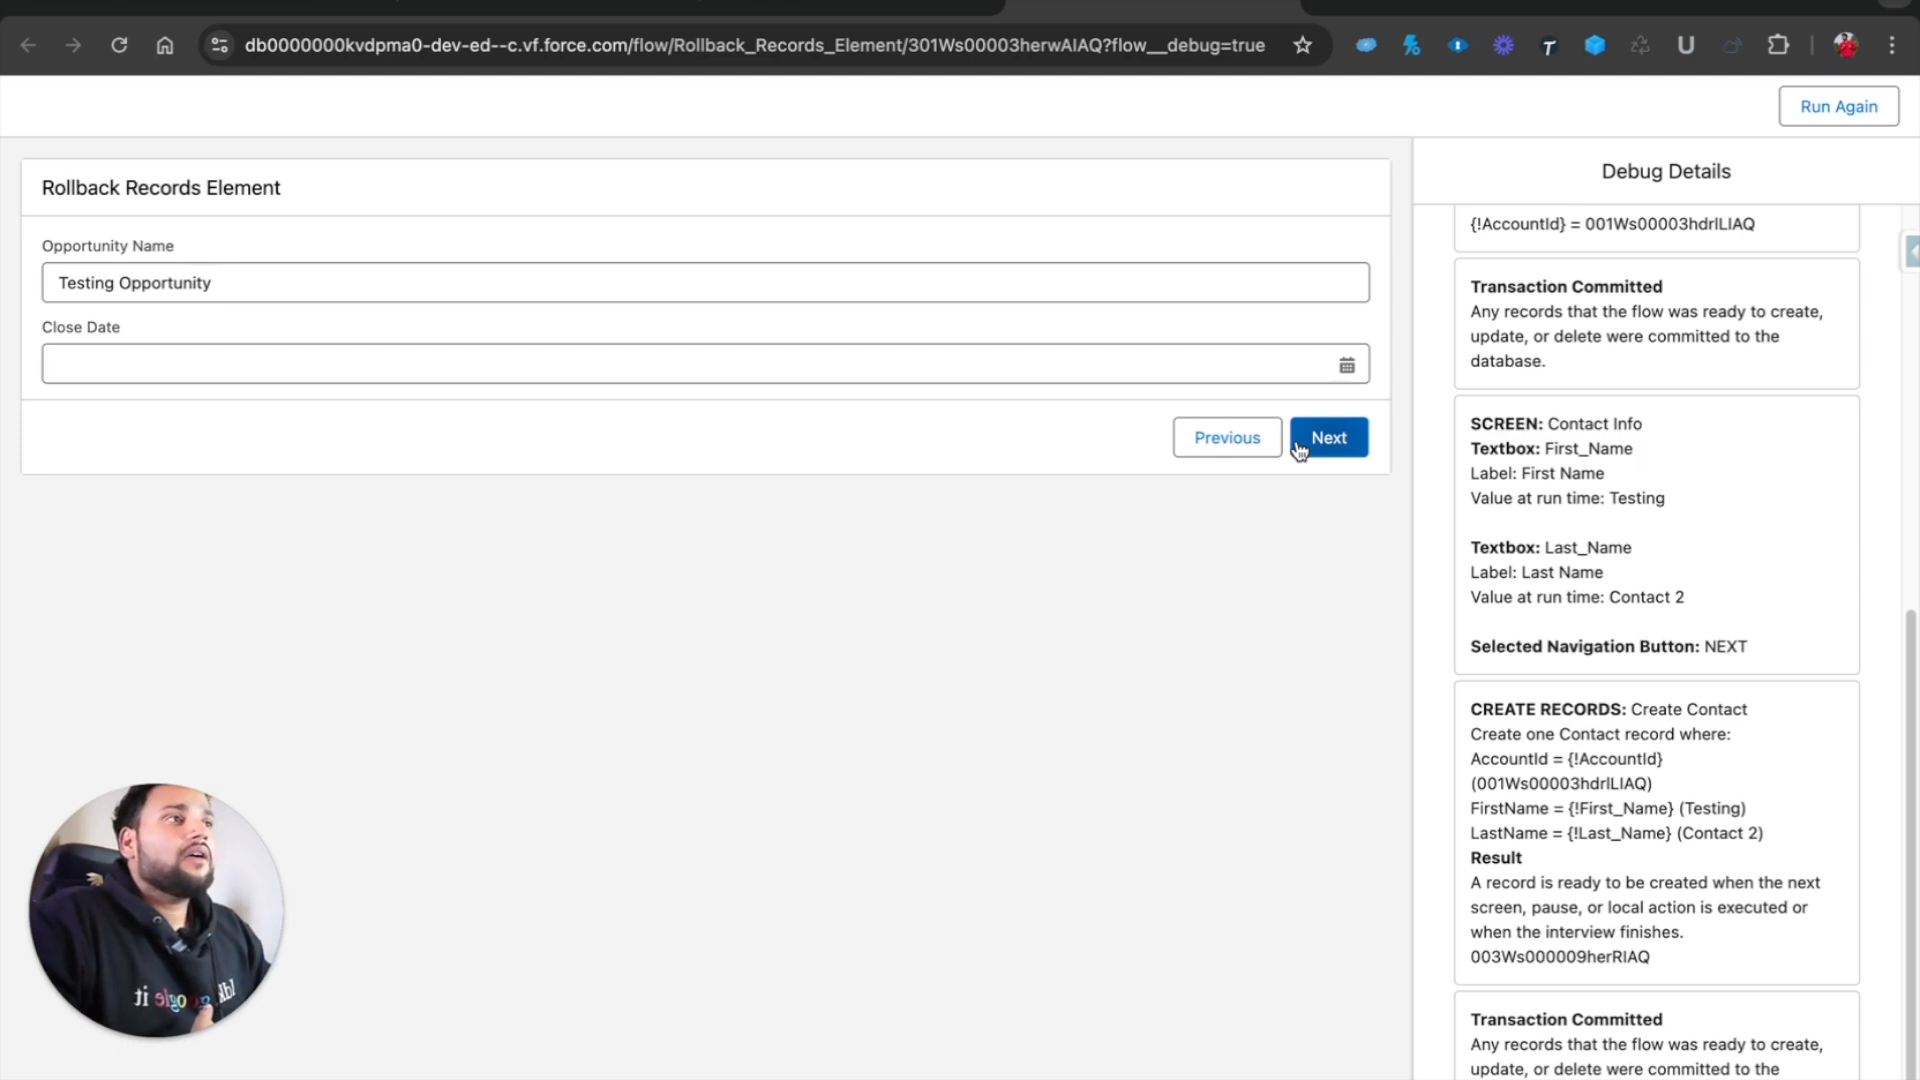 db0000000kvdpma0-dev-ed--c.vf.force.com/flow/Rollback_Records_Element/301Ws00003herwAIAQ?flow__debug=true
Run Again
Rollback Records Element
Opportunity Name
Testing Opportunity
Close Date
Previous
Next
Debug Details
{!AccountId} = 001Ws00003hdrlLIAQ
Transaction Committed
Any records that the flow was ready to create,
update, or delete were committed to the
database.
SCREEN: Contact Info
Textbox: First_Name
Label: First Name
Value at run time: Testing
Textbox: Last_Name
Label: Last Name
Value at run time: Contact 2
Selected Navigation Button: NEXT
CREATE RECORDS: Create Contact
Create one Contact record where:
AccountId = {!AccountId}
(001Ws00003hdrlLIAQ)
FirstName = {!First_Name} (Testing)
LastName = {!Last_Name} (Contact 2)
Result
A record is ready to be created when the next
screen, pause, or local action is executed or
when the interview finishes.
003Ws000009herRIAQ
Transaction Committed
Any records that the flow was ready to create,
update, or delete were committed to the